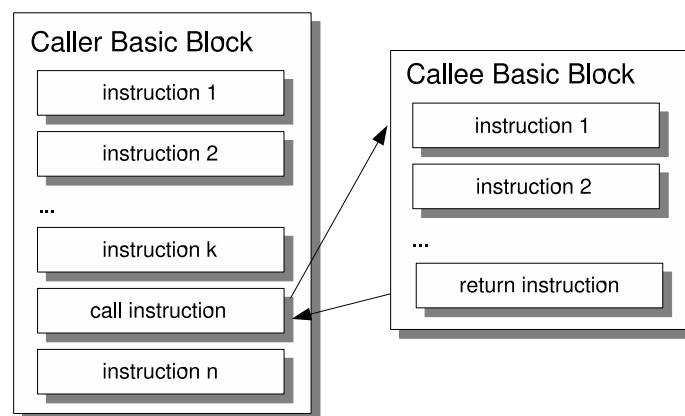 Caller Basic Block
instruction 1
instruction 2
...
instruction k
call instruction
instruction n
Callee Basic Block
instruction 1
instruction 2
...
return instruction